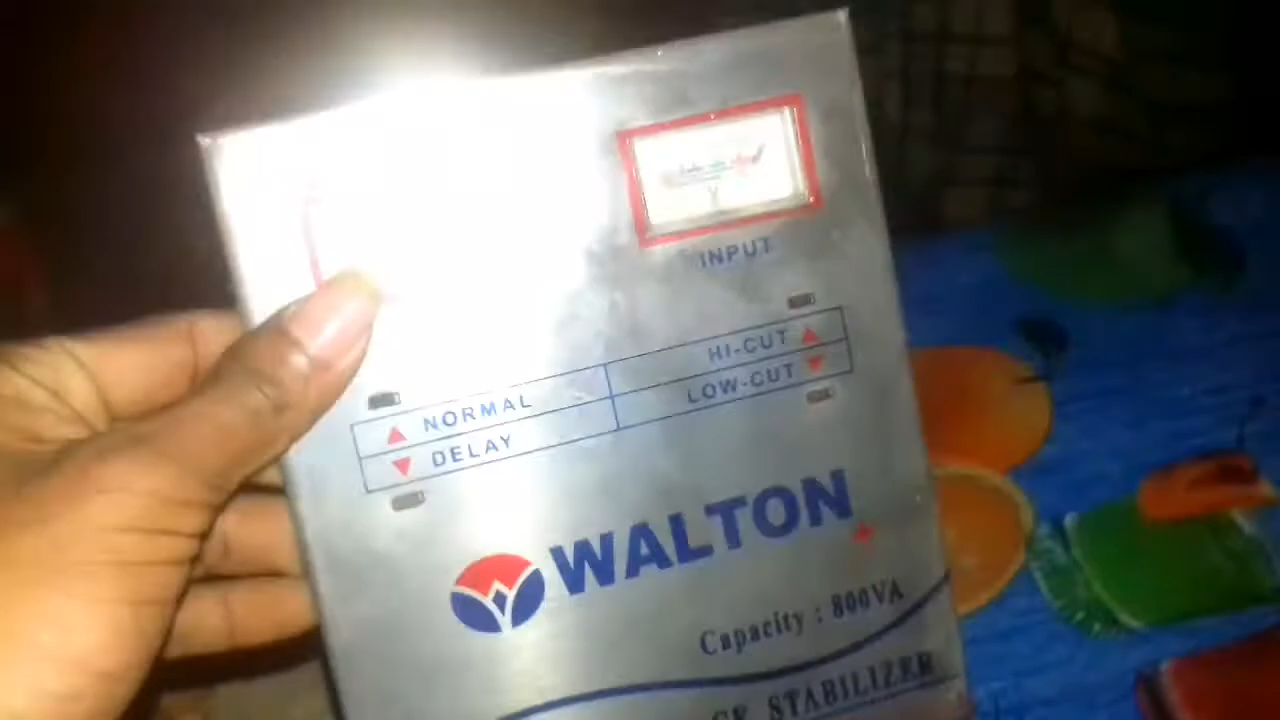 V
INPUT
HI-CUT ▲
LOW-CUT ▼
▲ NORMAL
▼ DELAY
WALTON
Capacity : 800VA
STABILIZER